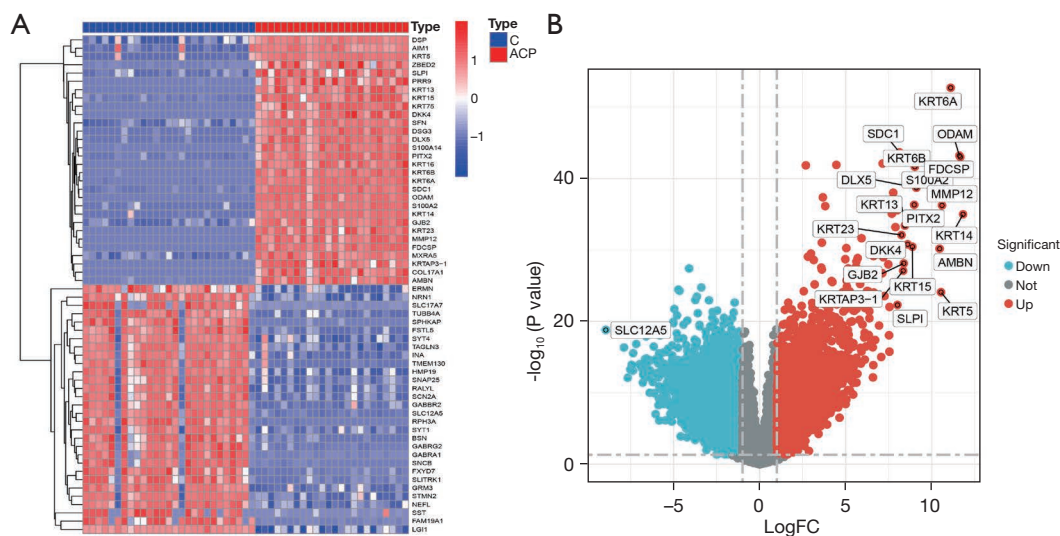 A
Type
DSP
AIM1
KRT5
ZBED2
SLPI
PRR9
KRT13
KRT15
KRT75
DKK4
SFN
DSG3
DLX5
S100A14
PITX2
KRT16
KRT6B
KRT6A
SDC1
ODAM
S100A2
KRT14
GJB2
KRT23
MMP12
FDCSP
MXRA5
KRTAP3-1
COL17A1
AMBN
ERMN
NRN1
SLC17A7
TUBB4A
SPHKAP
FSTL5
SYT4
TAGLN3
INA
TMEM130
HMP19
SNAP25
RALYL
SCN2A
GABBR2
SLC12A5
RPH3A
SYT1
BSN
GABRG2
GABRA1
SNCB
FXYD7
SLITRK1
GRM3
STMN2
NEFL
SST
FAM19A1
LGI1
1
0
−1
Type
C
ACP
B
-log10 (P value)
40
20
0
−5
0
5
10
LogFC
KRT6A
SDC1
ODAM
KRT6B
FDCSP
DLX5
S100A2
MMP12
KRT13
PITX2
KRT23
KRT14
DKK4
AMBN
GJB2
KRT15
KRTAP3-1
KRT5
SLPI
SLC12A5
Significant
Down
Not
Up